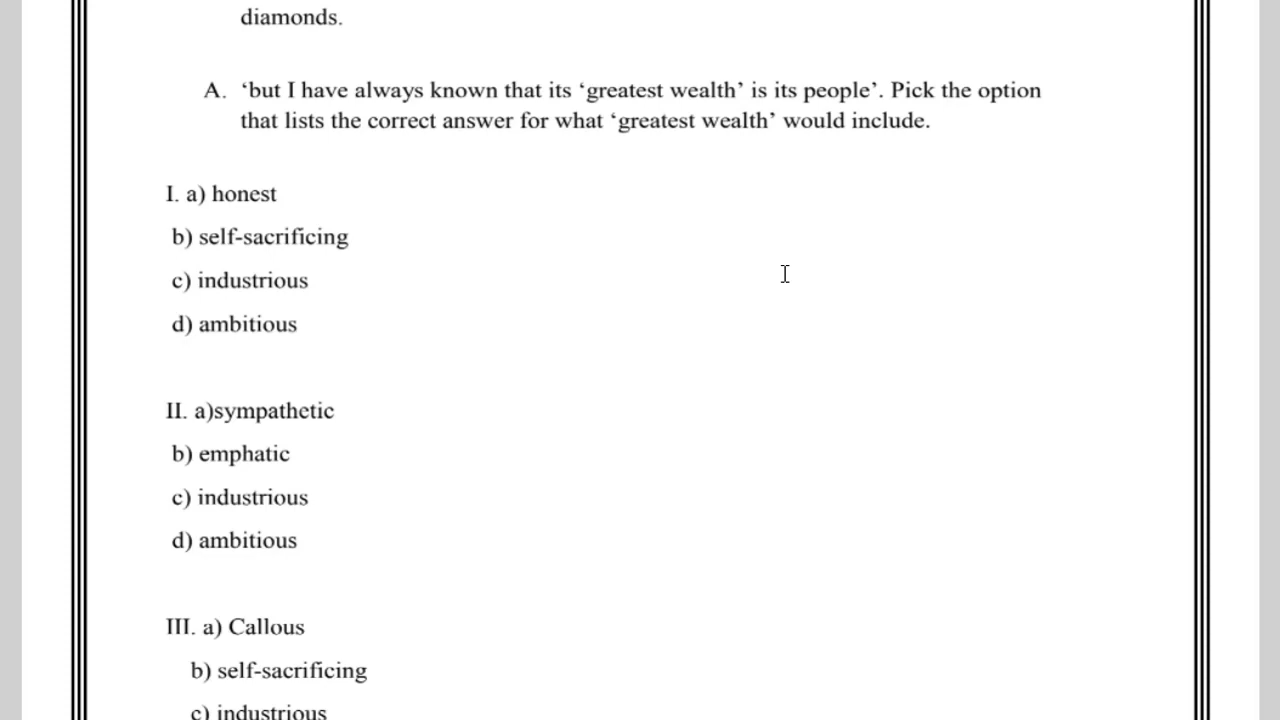 diamonds.
A. ‘but I have always known that its ‘greatest wealth’ is its people’. Pick the option
that lists the correct answer for what ‘greatest wealth’ would include.
I. a) honest
b) self-sacrificing
c) industrious
d) ambitious
II. a)sympathetic
b) emphatic
c) industrious
d) ambitious
III. a) Callous
b) self-sacrificing
c) industrious